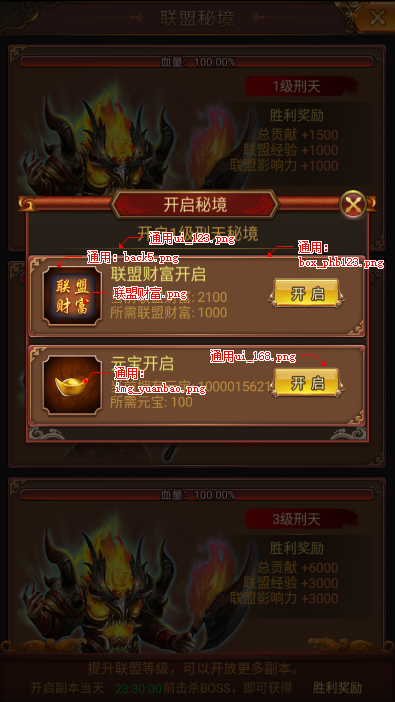 联盟秘境
血量：100.00%
1级刑天
胜利奖励
总贡献 +1500
联盟经验 +1000
联盟影响力 +1000
开启秘境
开启1级刑天秘境
通用ui_123.png
通用：
box_phb123.png
通用：back5.png
联盟财富开启
联盟
财富
联盟财富.png
2100
所需联盟财富：1000
开 启
元宝开启
通用ui_168.png
通用：
img_yuanbao.png
1000015621
所需元宝：100
开 启
血量：100.00%
3级刑天
胜利奖励
总贡献 +6000
联盟经验 +3000
联盟影响力 +3000
提升联盟等级，可以开放更多副本。
开启副本当天 23:30:00前击杀BOSS，即可获得 胜利奖励